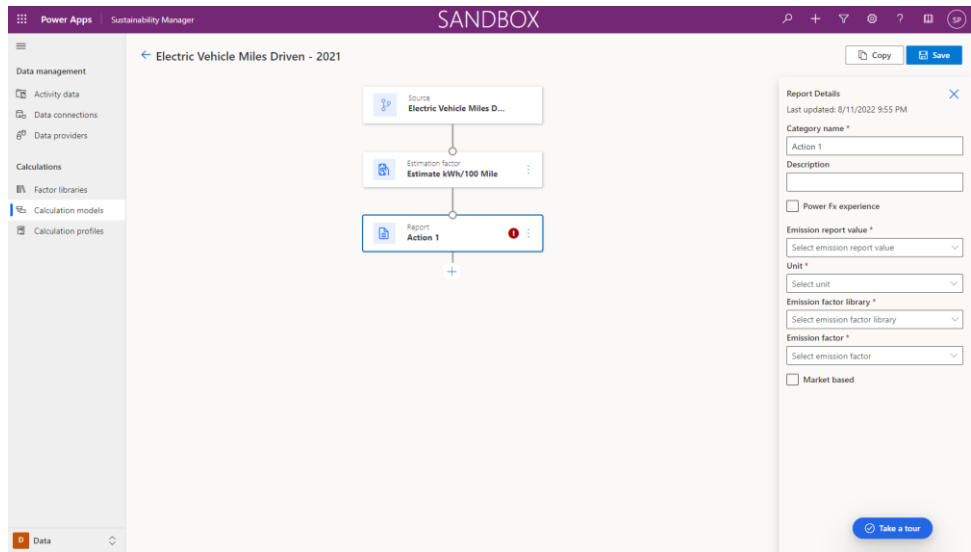 Power Apps
Sustainability Manager
SANDBOX
?
SP
Data management
Activity data
Data connections
Data providers
Calculations
Factor libraries
Calculation models
Calculation profiles
D Data
Electric Vehicle Miles Driven - 2021
Copy
Save
Source
Electric Vehicle Miles D...
Estimation factor
Estimate kWh/100 Mile
Report
Action 1
Report Details
Last updated: 8/11/2022 9:55 PM
Category name *
Action 1
Description
Power Fx experience
Emission report value *
Select emission report value
Unit *
Select unit
Emission factor library *
Select emission factor library
Emission factor *
Select emission factor
Market based
Take a tour